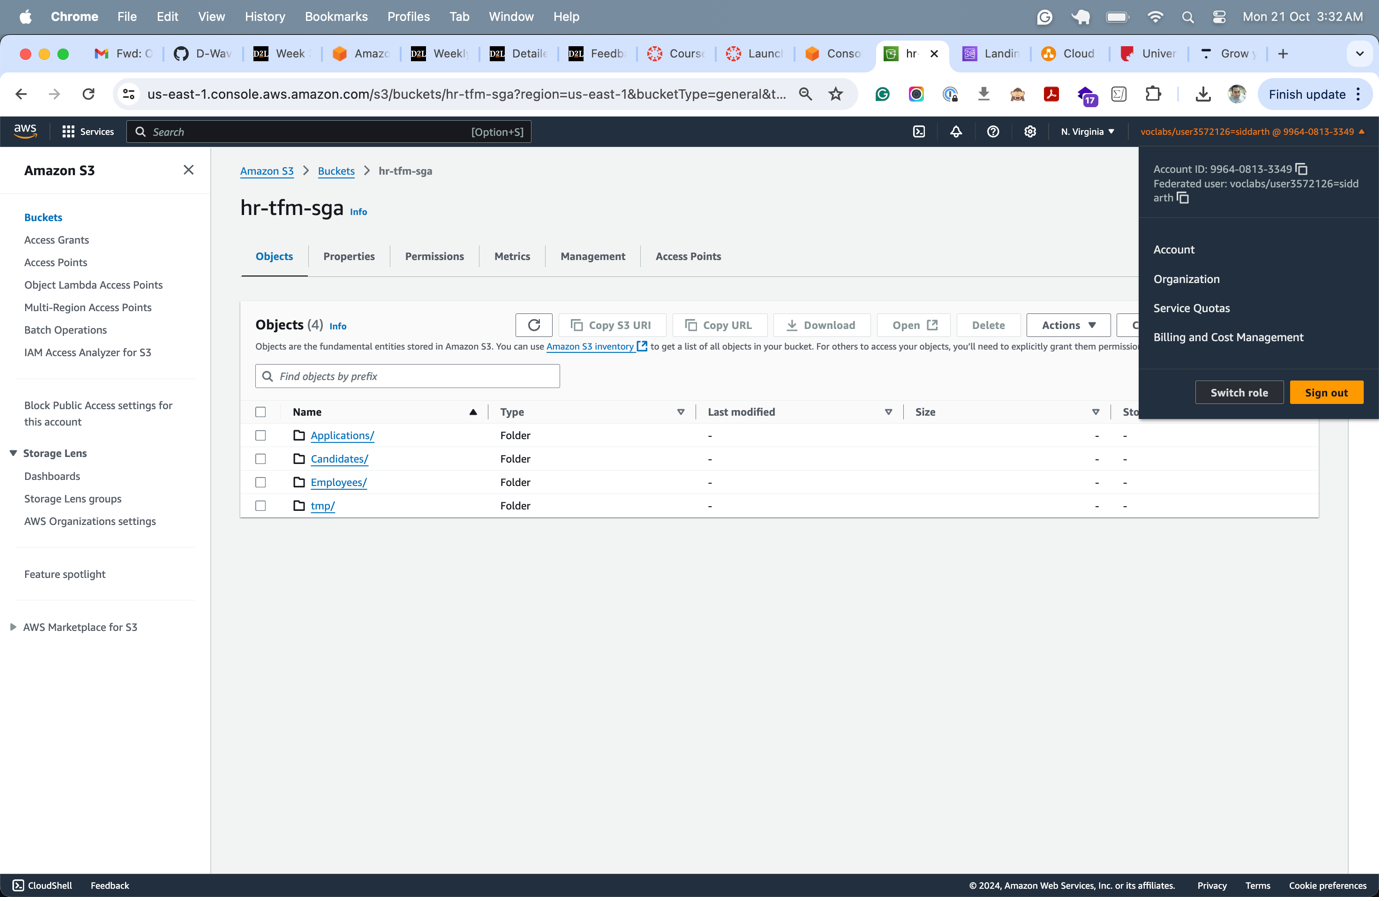 Chrome File Edit View History Bookmarks Profiles Tab Window Help Mon 21 Oct 3:32 AM
Fwd: C D-Wav Week Amazo Weekly Detaile Feedba Course Launc Conso hr- Landin Cloud Univer Grow y
us-east-1.console.aws.amazon.com/s3/buckets/hr-tfm-sga?region=us-east-1&bucketType=general&t... 17 Finish update
aws Services Search [Option+S] N. Virginia voclabs/user3572126=siddarth @ 9964-0813-3349
Account ID: 9964-0813-3349
Federated user: voclabs/user3572126=sidd
arth
Account
Organization
Service Quotas
Billing and Cost Management
Switch role Sign out
Amazon S3
Buckets
Access Grants
Access Points
Object Lambda Access Points
Multi-Region Access Points
Batch Operations
IAM Access Analyzer for S3
Block Public Access settings for
this account
Storage Lens
Dashboards
Storage Lens groups
AWS Organizations settings
Feature spotlight
AWS Marketplace for S3
Amazon S3 > Buckets > hr-tfm-sga
hr-tfm-sga Info
Objects Properties Permissions Metrics Management Access Points
Objects (4) Info Copy S3 URI Copy URL Download Open Delete Actions C
Objects are the fundamental entities stored in Amazon S3. You can use Amazon S3 inventory to get a list of all objects in your bucket. For others to access your objects, you'll need to explicitly grant them permission
Find objects by prefix
Name Type Last modified Size Sto
Applications/ Folder - - -
Candidates/ Folder - - -
Employees/ Folder - - -
tmp/ Folder - - -
CloudShell Feedback © 2024, Amazon Web Services, Inc. or its affiliates. Privacy Terms Cookie preferences